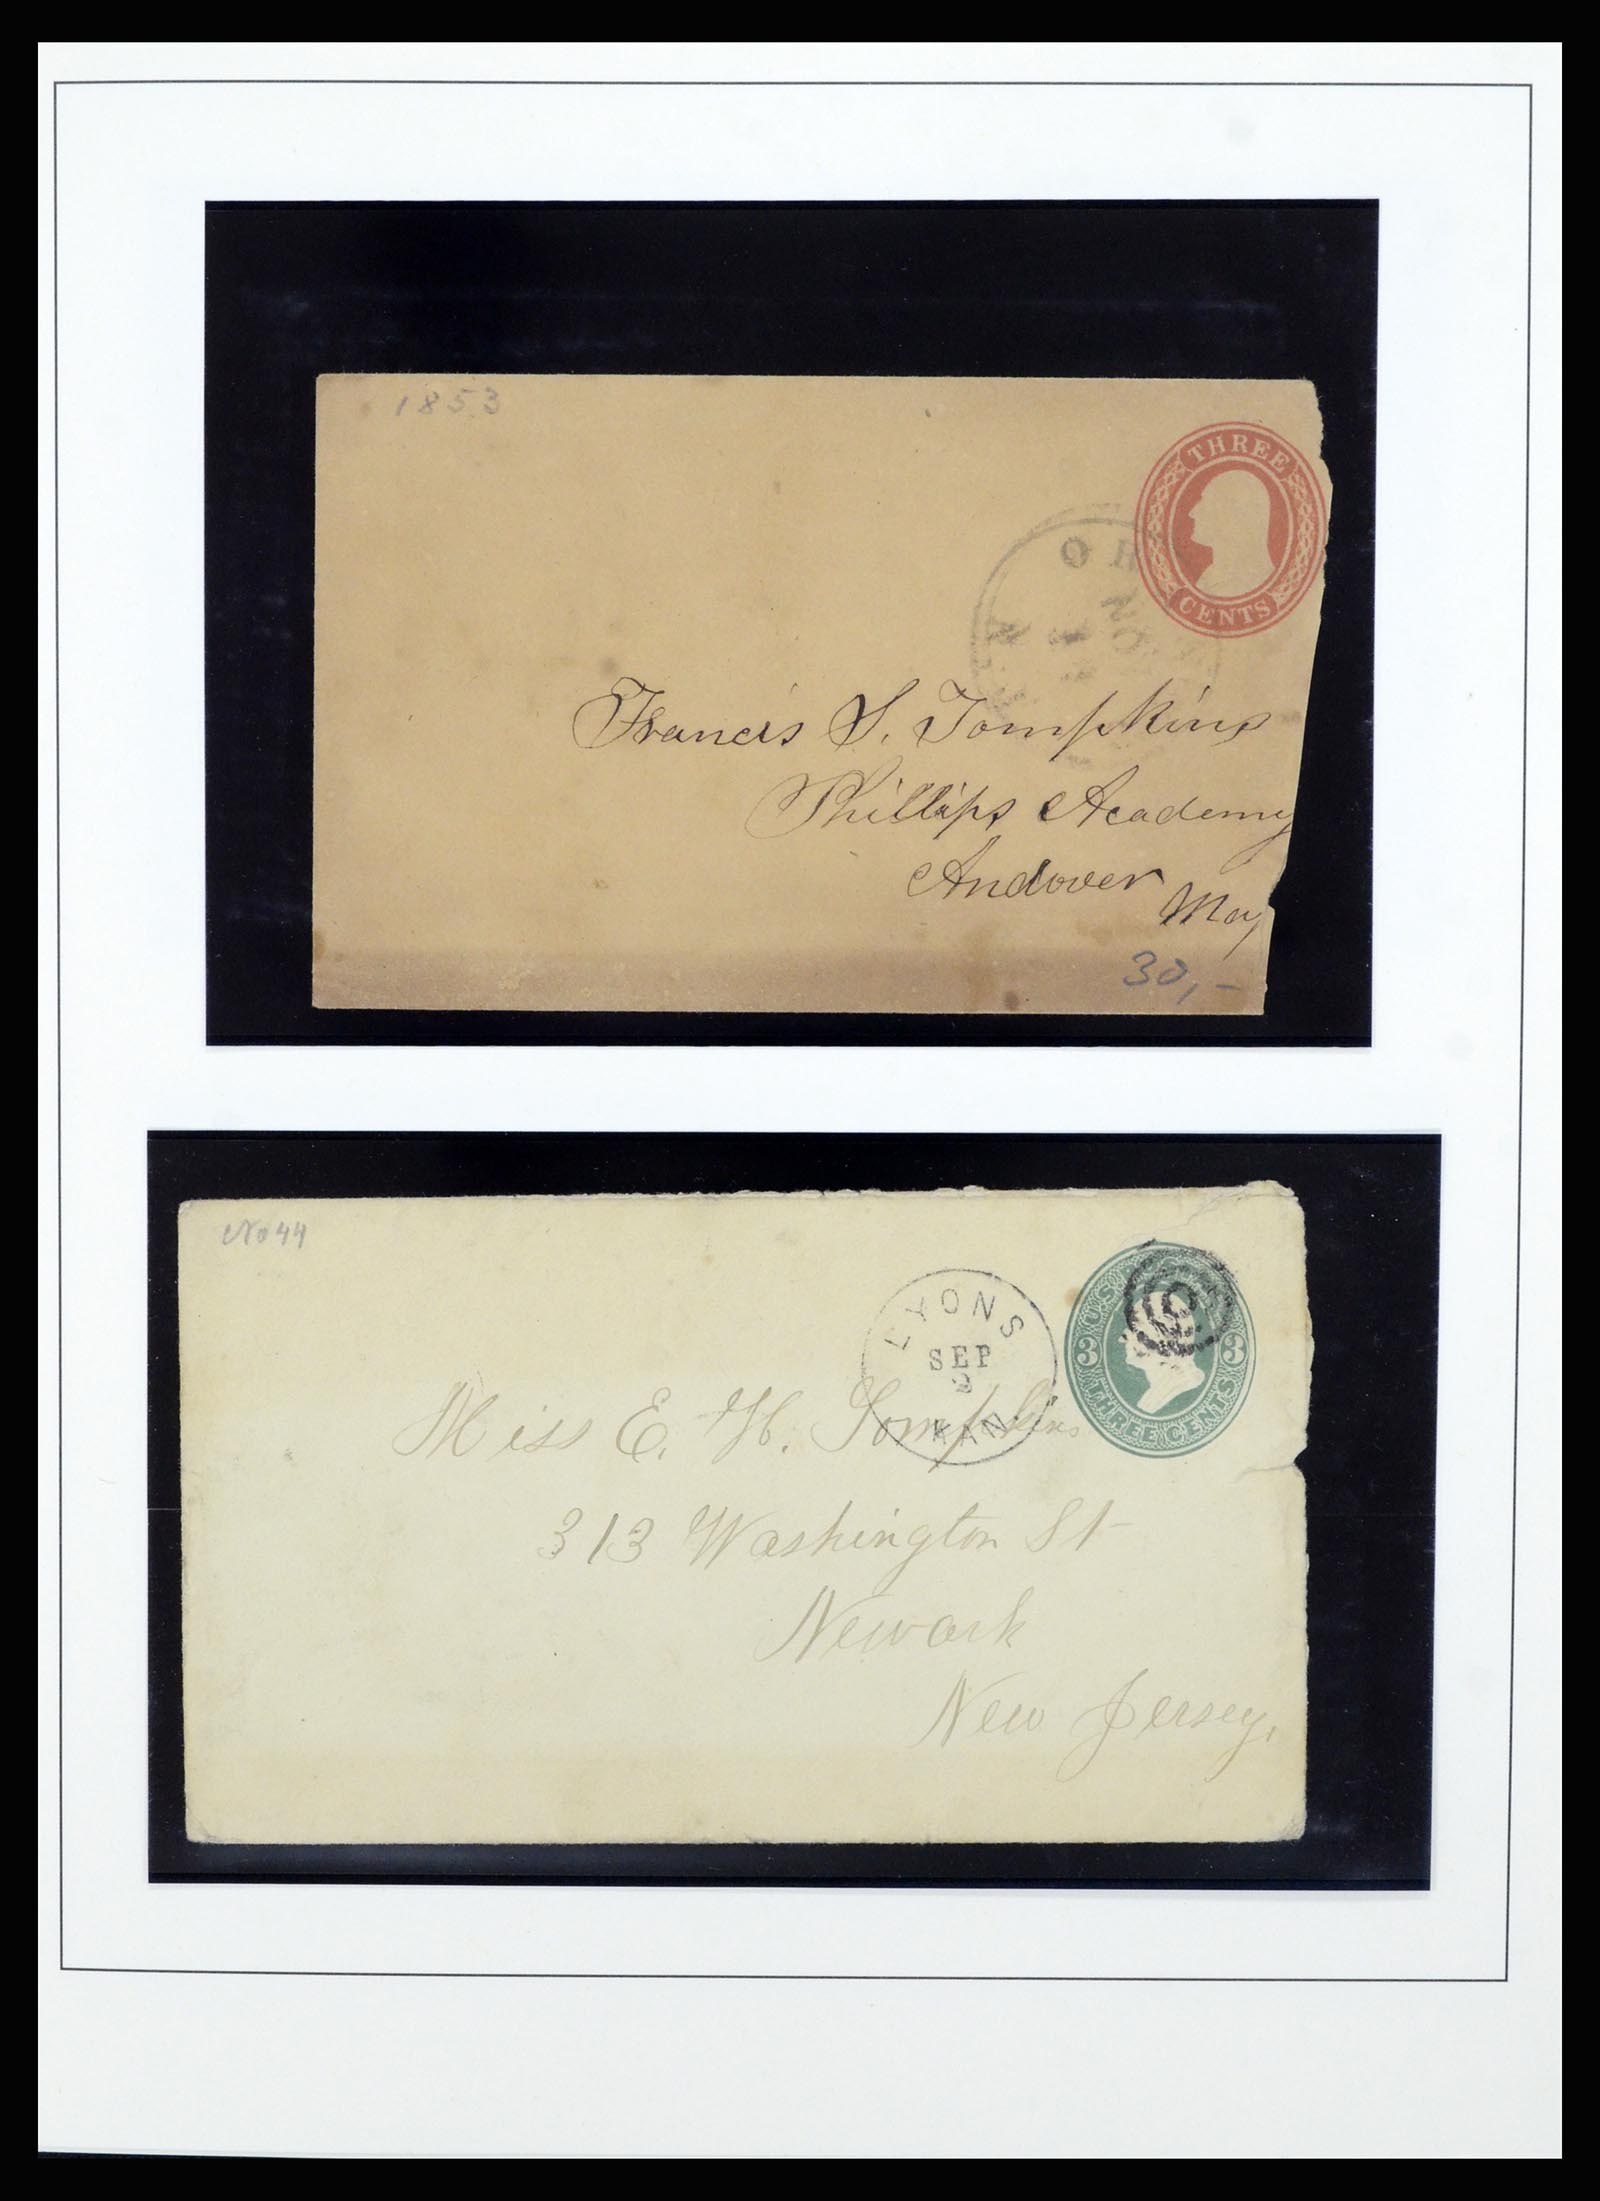 1853
THREE
CENTS
Francis S. Tompkins
Phillips Academy
Andover
30,-
No 44
LYONS
SEP
2
KAN.
U.S.
3 3
THREE CENTS
Miss E. H. Tompkins
313 Washington St
Newark
New Jersey,